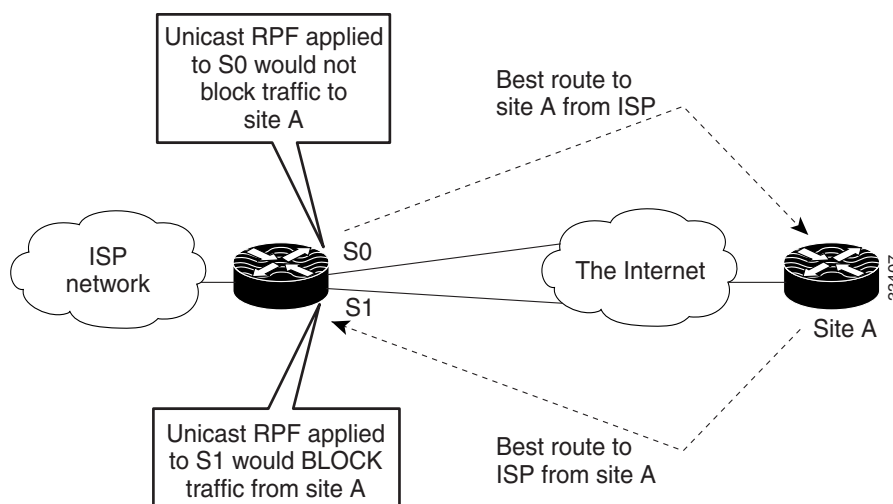 Unicast RPF applied
to S0 would not
block traffic to
site A
Best route to
site A from ISP
ISP
network
S0
S1
The Internet
Site A
Unicast RPF applied
to S1 would BLOCK
traffic from site A
Best route to
ISP from site A